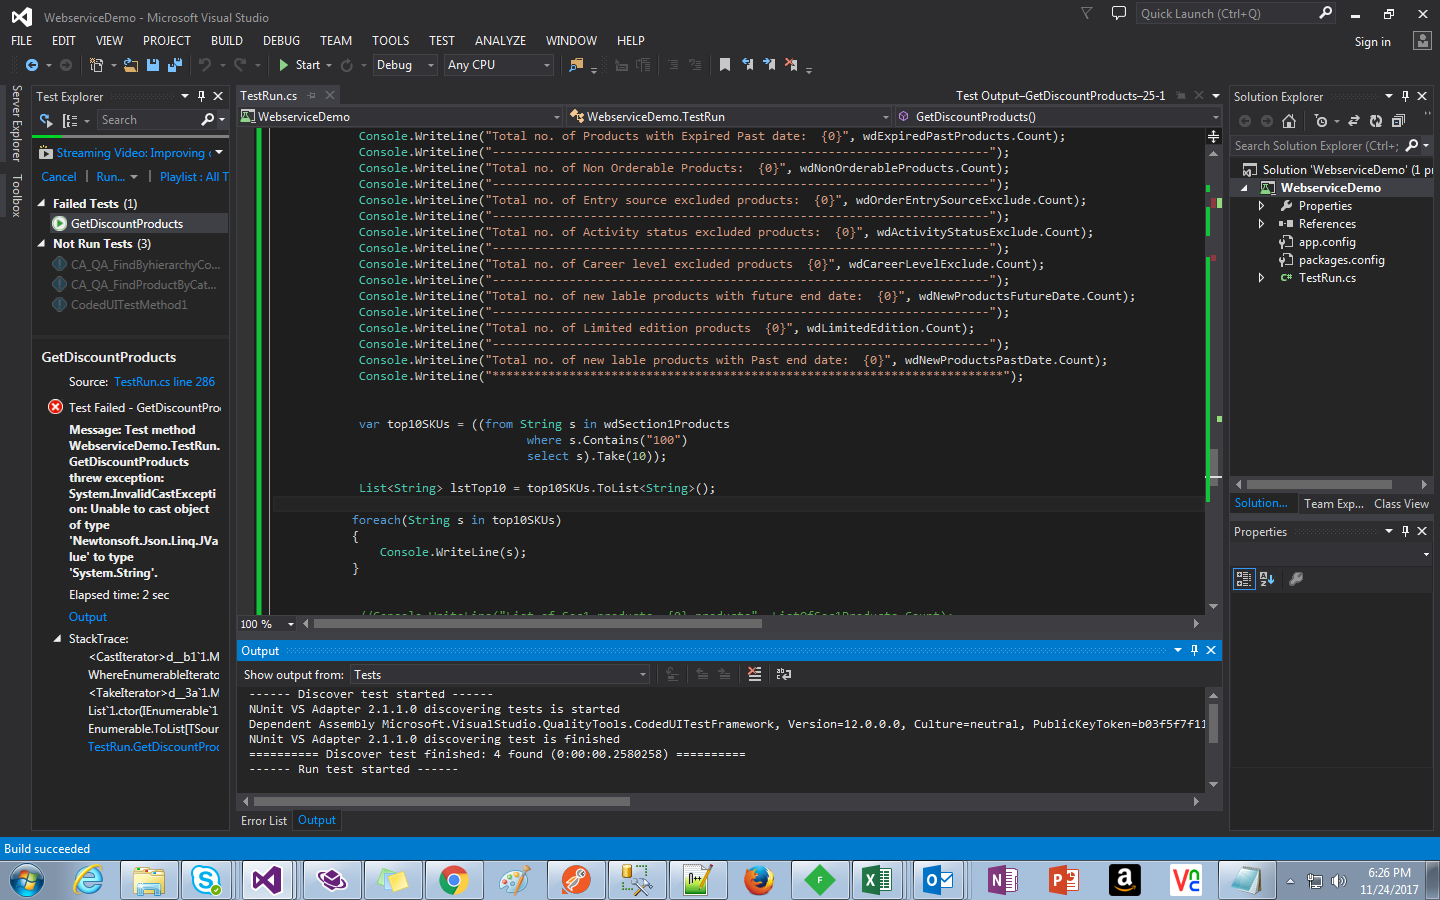 WebserviceDemo - Microsoft Visual Studio
Quick Launch (Ctrl+Q)
FILE EDIT VIEW PROJECT BUILD DEBUG TEAM TOOLS TEST ANALYZE WINDOW HELP
Sign in
Start Debug Any CPU
Server Explorer
Toolbox
Test Explorer
Search
Streaming Video: Improving
Cancel | Run... | Playlist : All T
Failed Tests (1)
GetDiscountProducts
Not Run Tests (3)
CA_QA_FindByhierarchyCo...
CA_QA_FindProductByCat...
CodedUITestMethod1
GetDiscountProducts
Source: TestRun.cs line 286
Test Failed - GetDiscountPro
Message: Test method
WebserviceDemo.TestRun.
GetDiscountProducts
threw exception:
System.InvalidCastExcepti
on: Unable to cast object
of type
'Newtonsoft.Json.Linq.JVa
lue' to type
'System.String'.
Elapsed time: 2 sec
Output
StackTrace:
<CastIterator>d__b1`1.M
WhereEnumerableIterato
<TakeIterator>d__3a`1.M
List`1.ctor(IEnumerable`1
Enumerable.ToList[TSour
TestRun.GetDiscountProd
TestRun.cs
Test Output–GetDiscountProducts–25-1
WebserviceDemo
WebserviceDemo.TestRun
GetDiscountProducts()
Console.WriteLine("Total no. of Products with Expired Past date:  {0}", wdExpiredPastProducts.Count);
Console.WriteLine("-----------------------------------------------------------------------");
Console.WriteLine("Total no. of Non Orderable Products:  {0}", wdNonOrderableProducts.Count);
Console.WriteLine("-----------------------------------------------------------------------");
Console.WriteLine("Total no. of Entry source excluded products:  {0}", wdOrderEntrySourceExclude.Count);
Console.WriteLine("-----------------------------------------------------------------------");
Console.WriteLine("Total no. of Activity status excluded products:  {0}", wdActivityStatusExclude.Count);
Console.WriteLine("-----------------------------------------------------------------------");
Console.WriteLine("Total no. of Career level excluded products  {0}", wdCareerLevelExclude.Count);
Console.WriteLine("-----------------------------------------------------------------------");
Console.WriteLine("Total no. of new lable products with future end date:  {0}", wdNewProductsFutureDate.Count);
Console.WriteLine("-----------------------------------------------------------------------");
Console.WriteLine("Total no. of Limited edition products  {0}", wdLimitedEdition.Count);
Console.WriteLine("-----------------------------------------------------------------------");
Console.WriteLine("Total no. of new lable products with Past end date:  {0}", wdNewProductsPastDate.Count);
Console.WriteLine("*************************************************************************");
var top10SKUs = ((from String s in wdSection1Products
where s.Contains("100")
select s).Take(10));
List<String> lstTop10 = top10SKUs.ToList<String>();
foreach(String s in top10SKUs)
{
Console.WriteLine(s);
}
//Console.WriteLine("List of Sec1 products  {0} products", ListOfSec1Products.Count);
100 %
Output
Show output from: Tests
------ Discover test started ------
NUnit VS Adapter 2.1.1.0 discovering tests is started
Dependent Assembly Microsoft.VisualStudio.QualityTools.CodedUITestFramework, Version=12.0.0.0, Culture=neutral, PublicKeyToken=b03f5f7f11
NUnit VS Adapter 2.1.1.0 discovering test is finished
========== Discover test finished: 4 found (0:00:00.2580258) ==========
------ Run test started ------
Error List Output
Solution Explorer
Search Solution Explorer (Ctrl+;
Solution 'WebserviceDemo' (1 pr
WebserviceDemo
Properties
References
app.config
packages.config
C# TestRun.cs
Solution... Team Exp... Class View
Properties
Build succeeded
6:26 PM
11/24/2017